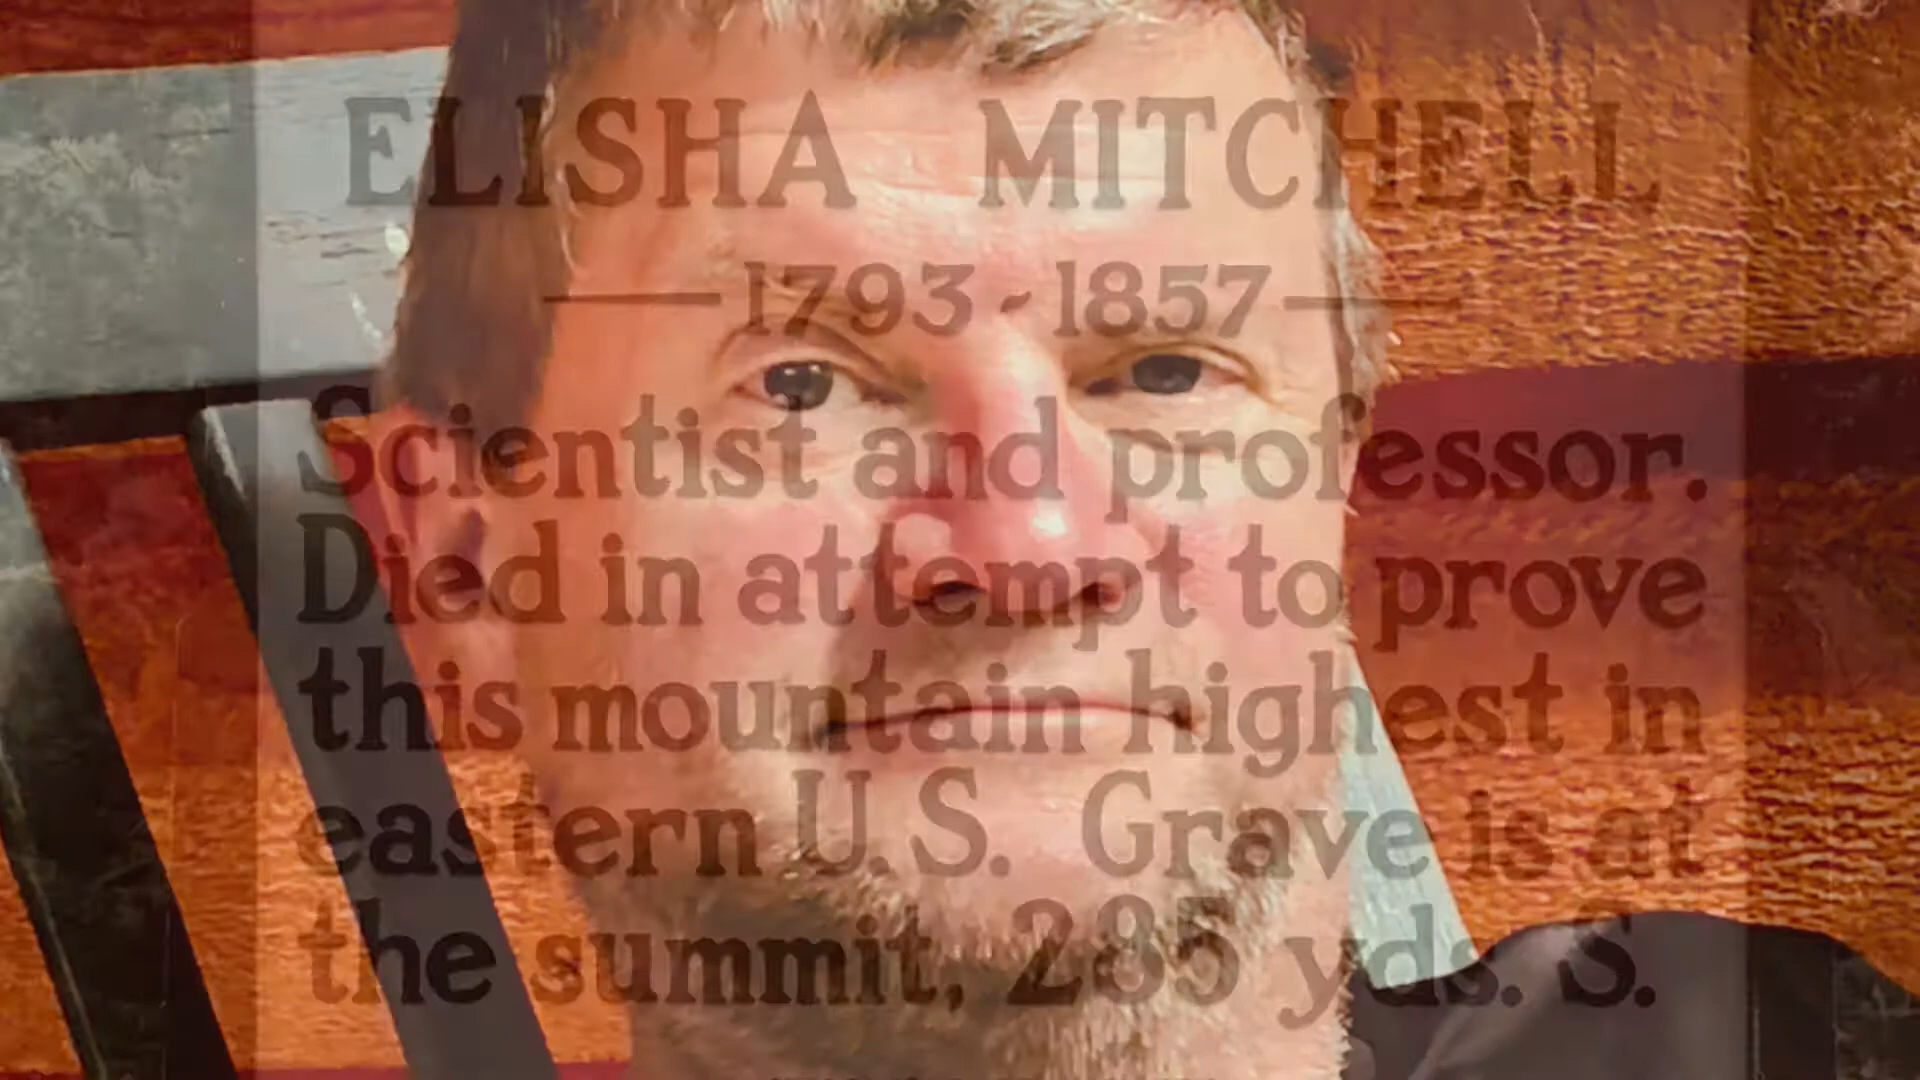 ELISHA MITCHELL
1793-1857
Scientist and professor.
Died in attempt to prove
this mountain highest in
eastern U.S. Grave is at
the summit, 285 yds. S.